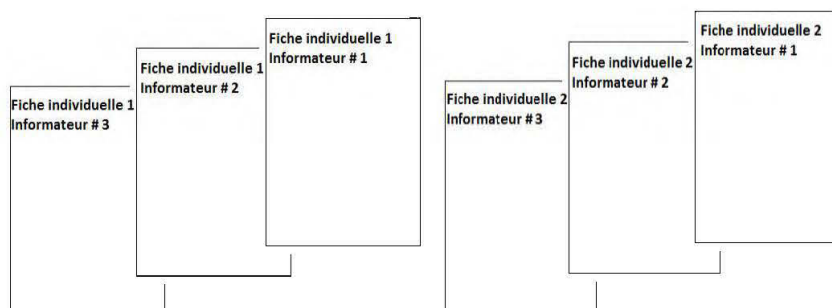 Fiche individuelle 1
Informateur # 1
Fiche individuelle 1
Informateur # 2
Fiche individuelle 1
Informateur # 3
Fiche individuelle 2
Informateur # 1
Fiche individuelle 2
Informateur # 2
Fiche individuelle 2
Informateur # 3